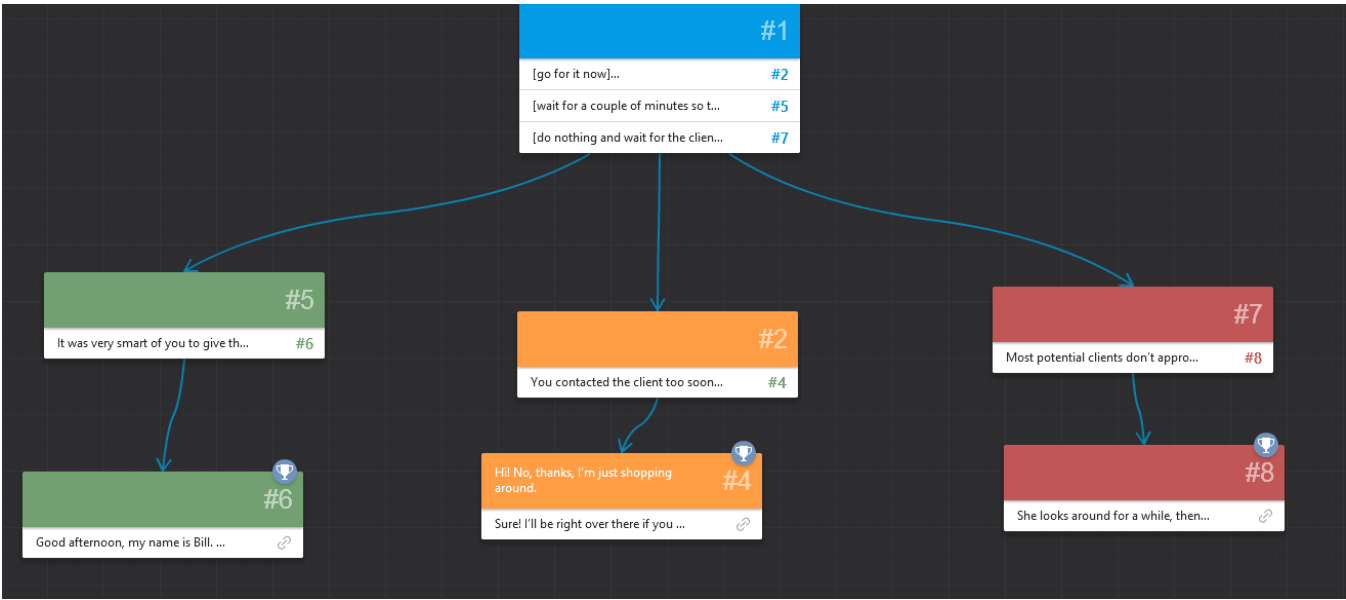 #1
[go for it now]... #2
[wait for a couple of minutes so t... #5
[do nothing and wait for the clien... #7
#5
It was very smart of you to give th... #6
#2
You contacted the client too soon... #4
#7
Most potential clients don't appro... #8
#6
Good afternoon, my name is Bill. ...
Hi! No, thanks, I'm just shopping
around.
#4
Sure! I'll be right over there if you ...
#8
She looks around for a while, then...